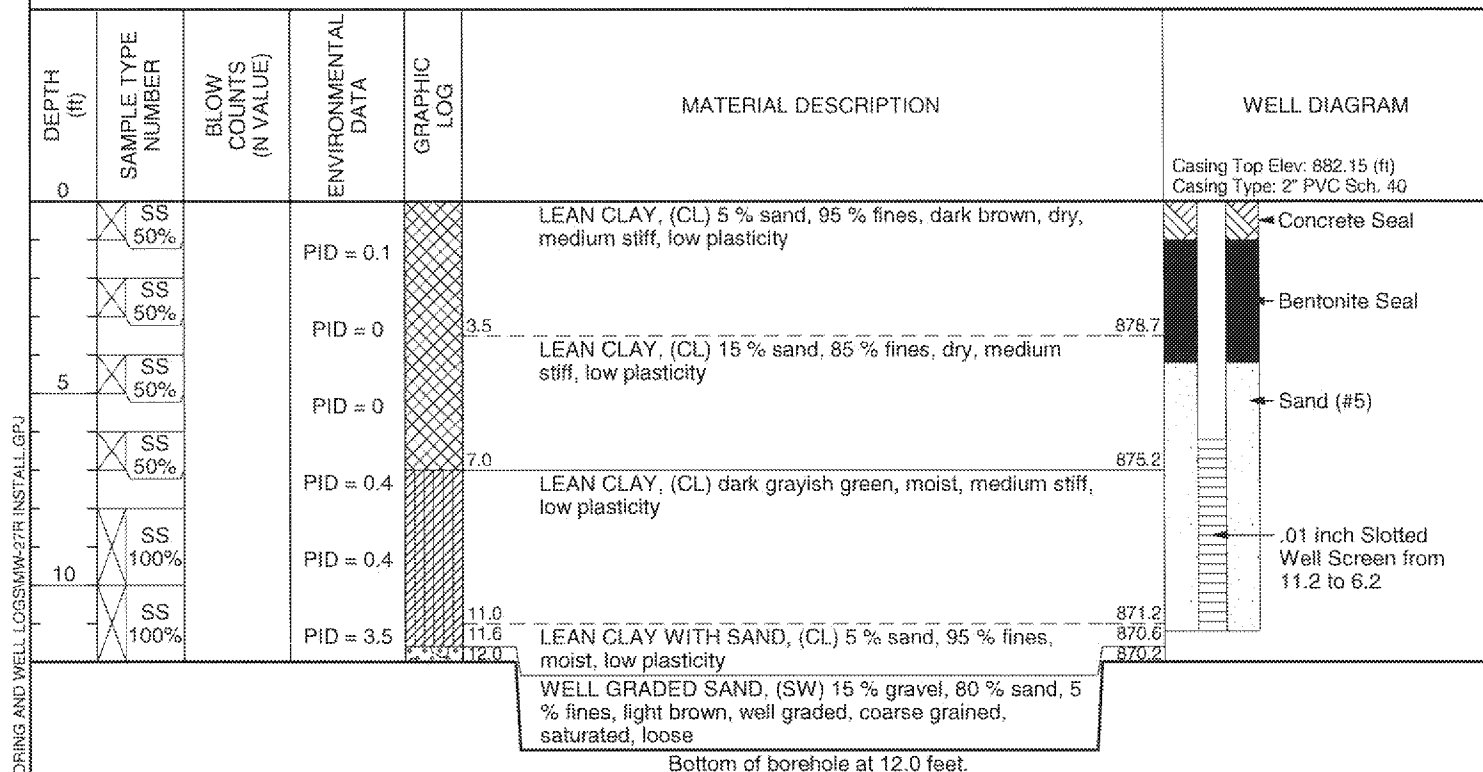 DEPTH
(ft)
SAMPLE TYPE
NUMBER
BLOW
COUNTS
(N VALUE)
ENVIRONMENTAL
DATA
GRAPHIC
LOG
MATERIAL DESCRIPTION
WELL DIAGRAM
Casing Top Elev: 882.15 (ft)
Casing Type: 2" PVC Sch. 40
0
SS
50%
PID = 0.1
LEAN CLAY, (CL) 5 % sand, 95 % fines, dark brown, dry,
medium stiff, low plasticity
Concrete Seal
SS
50%
PID = 0
Bentonite Seal
3.5
878.7
LEAN CLAY, (CL) 15 % sand, 85 % fines, dry, medium
stiff, low plasticity
5
SS
50%
PID = 0
Sand (#5)
SS
50%
7.0
875.2
PID = 0.4
LEAN CLAY, (CL) dark grayish green, moist, medium stiff,
low plasticity
SS
100%
PID = 0.4
.01 inch Slotted
Well Screen from
11.2 to 6.2
10
SS
100%
PID = 3.5
11.0
871.2
11.6
870.6
LEAN CLAY WITH SAND, (CL) 5 % sand, 95 % fines,
moist, low plasticity
12.0
870.2
WELL GRADED SAND, (SW) 15 % gravel, 80 % sand, 5
% fines, light brown, well graded, coarse grained,
saturated, loose
Bottom of borehole at 12.0 feet.
ORING AND WELL LOGS\MW-27R INSTALL.GPJ